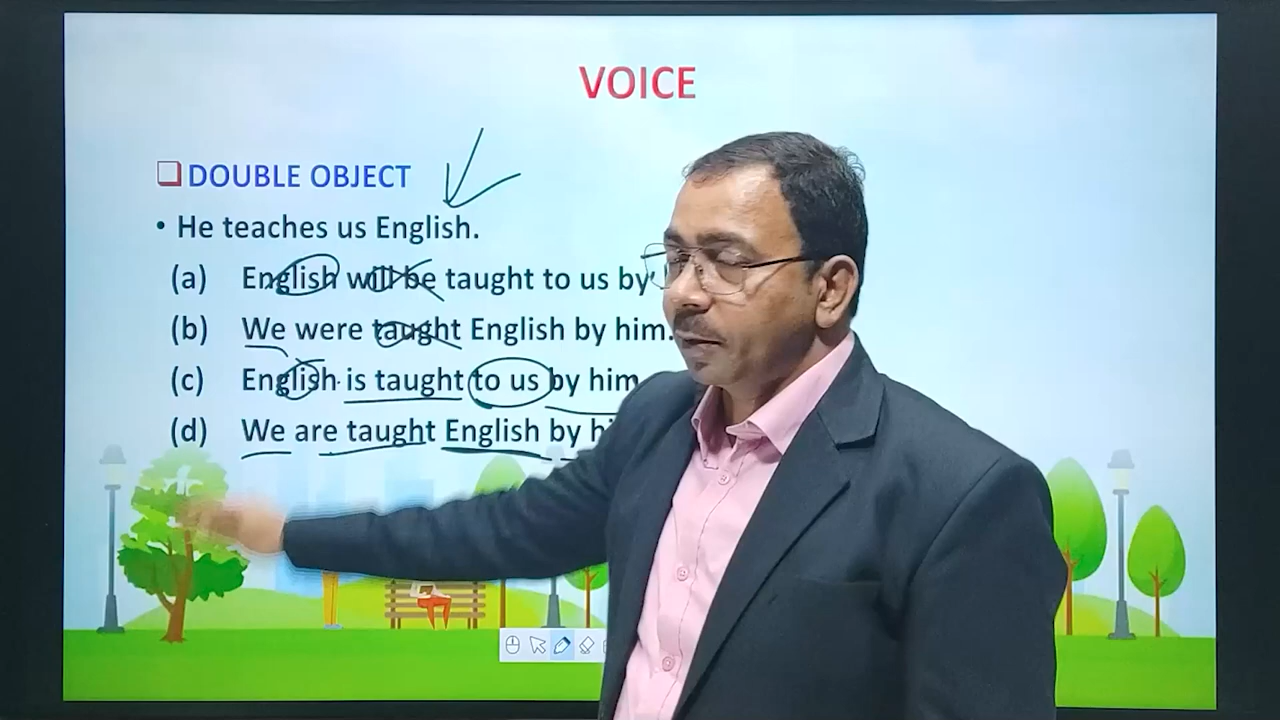 VOICE
DOUBLE OBJECT
• He teaches us English.
(a) English will be taught to us by
(b) We were taught English by him.
(c) English is taught to us by him
(d) We are taught English by